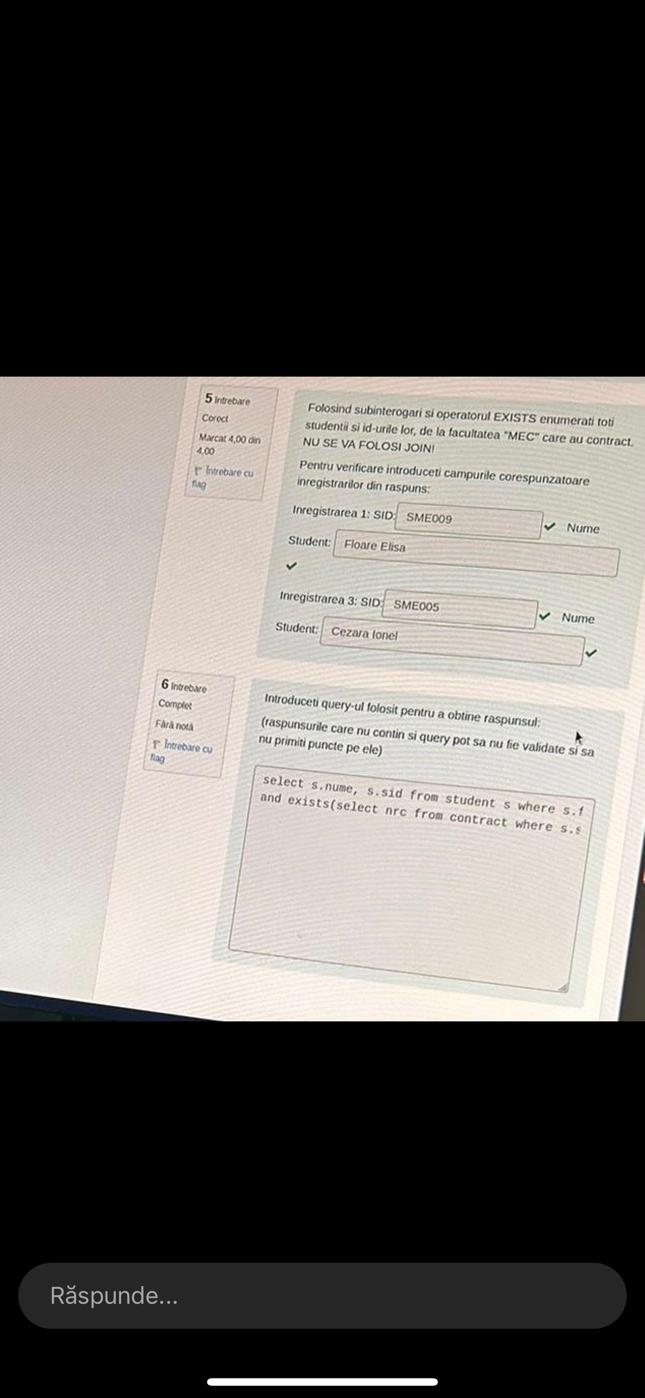 5 Întrebare
Corect
Marcat 4,00 din
4,00
Întrebare cu
flag
Folosind subinterogari si operatorul EXISTS enumerati toti
studentii si id-urile lor, de la facultatea "MEC" care au contract.
NU SE VA FOLOSI JOIN!
Pentru verificare introduceti campurile corespunzatoare
inregistrarilor din raspuns:
Inregistrarea 1: SID: SME009 Nume
Student: Floare Elisa
Inregistrarea 3: SID: SME005 Nume
Student: Cezara Ionel
6 Întrebare
Complet
Fără notă
Întrebare cu
flag
Introduceti query-ul folosit pentru a obtine raspunsul:
(raspunsurile care nu contin si query pot sa nu fie validate si sa
nu primiti puncte pe ele)
select s.nume, s.sid from student s where s.f
and exists(select nrc from contract where s.s
Răspunde...